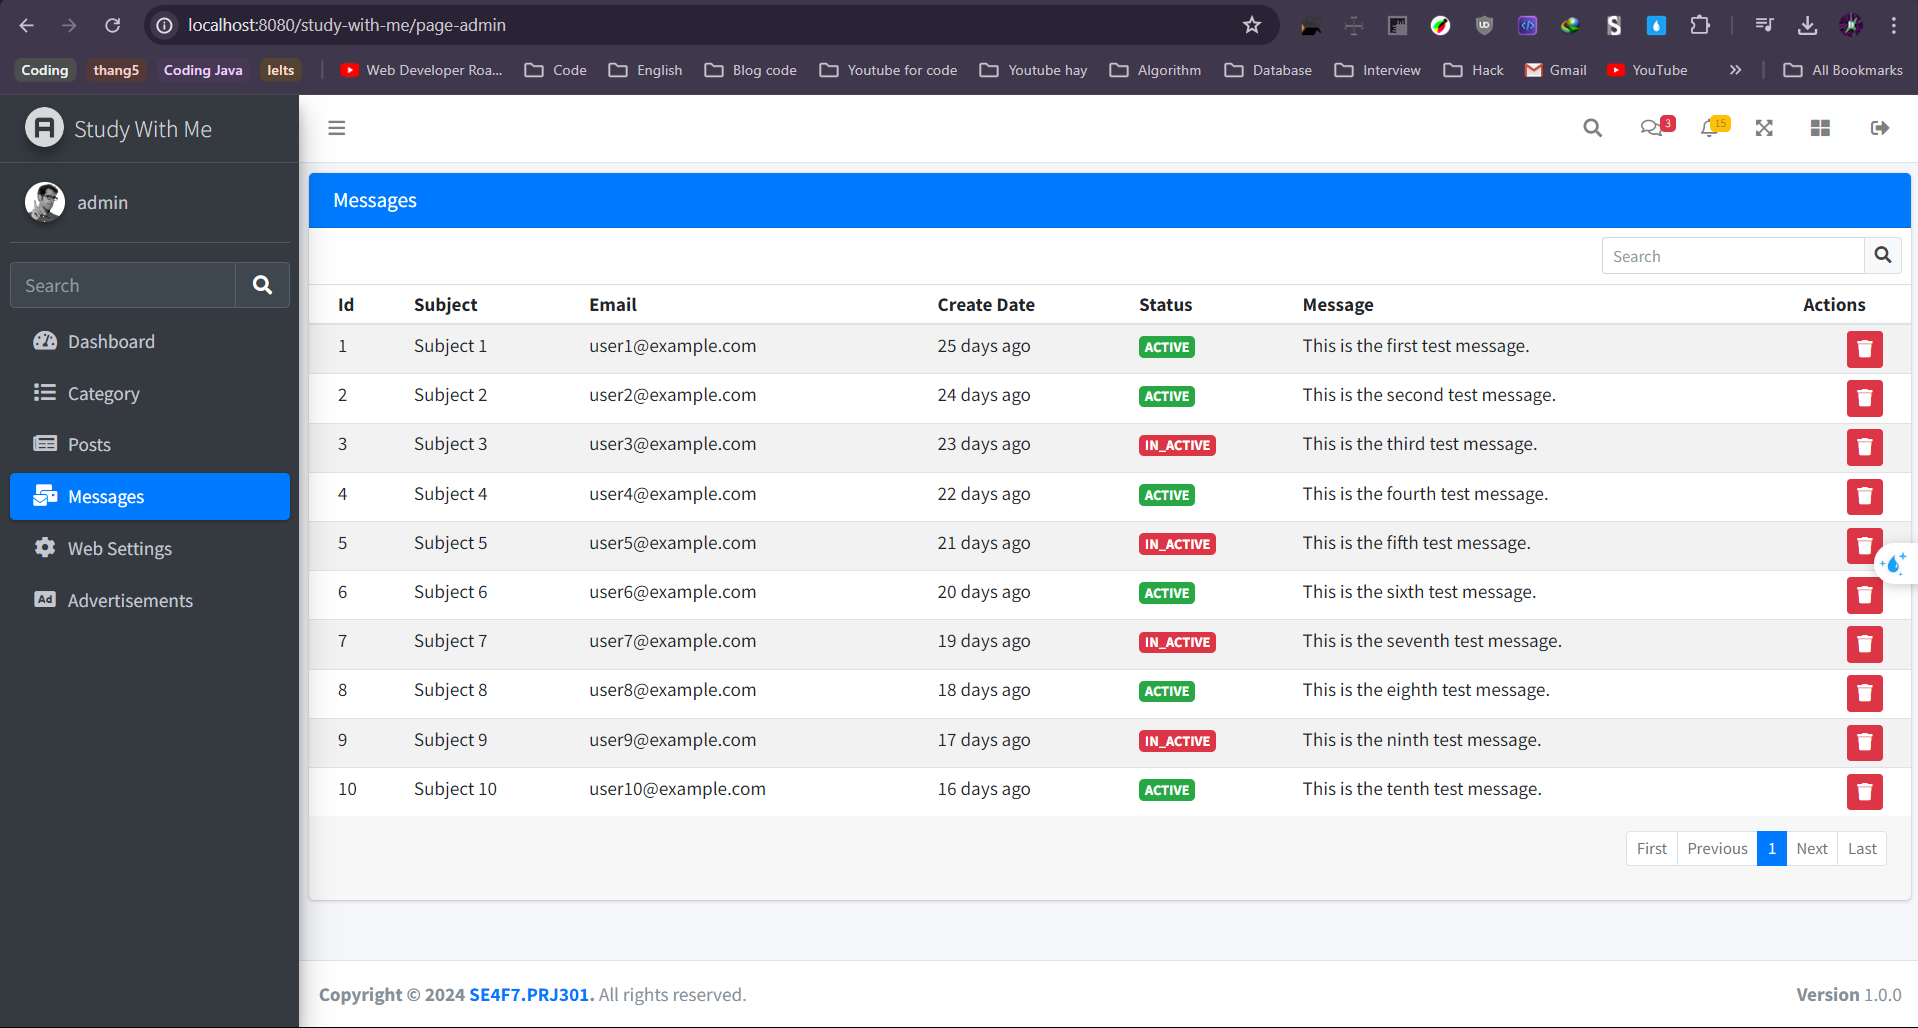 localhost:8080/study-with-me/page-admin
Coding thang5 Coding Java Ielts Web Developer Roa... Code English Blog code Youtube for code Youtube hay Algorithm Database Interview Hack Gmail YouTube All Bookmarks
Study With Me
3 15
admin
Messages
Search
Search
Dashboard
Category
Posts
Messages
Web Settings
Ad Advertisements
Id Subject Email Create Date Status Message Actions
1 Subject 1 user1@example.com 25 days ago ACTIVE This is the first test message.
2 Subject 2 user2@example.com 24 days ago ACTIVE This is the second test message.
3 Subject 3 user3@example.com 23 days ago IN_ACTIVE This is the third test message.
4 Subject 4 user4@example.com 22 days ago ACTIVE This is the fourth test message.
5 Subject 5 user5@example.com 21 days ago IN_ACTIVE This is the fifth test message.
6 Subject 6 user6@example.com 20 days ago ACTIVE This is the sixth test message.
7 Subject 7 user7@example.com 19 days ago IN_ACTIVE This is the seventh test message.
8 Subject 8 user8@example.com 18 days ago ACTIVE This is the eighth test message.
9 Subject 9 user9@example.com 17 days ago IN_ACTIVE This is the ninth test message.
10 Subject 10 user10@example.com 16 days ago ACTIVE This is the tenth test message.
First Previous 1 Next Last
Copyright © 2024 SE4F7.PRJ301. All rights reserved.
Version 1.0.0